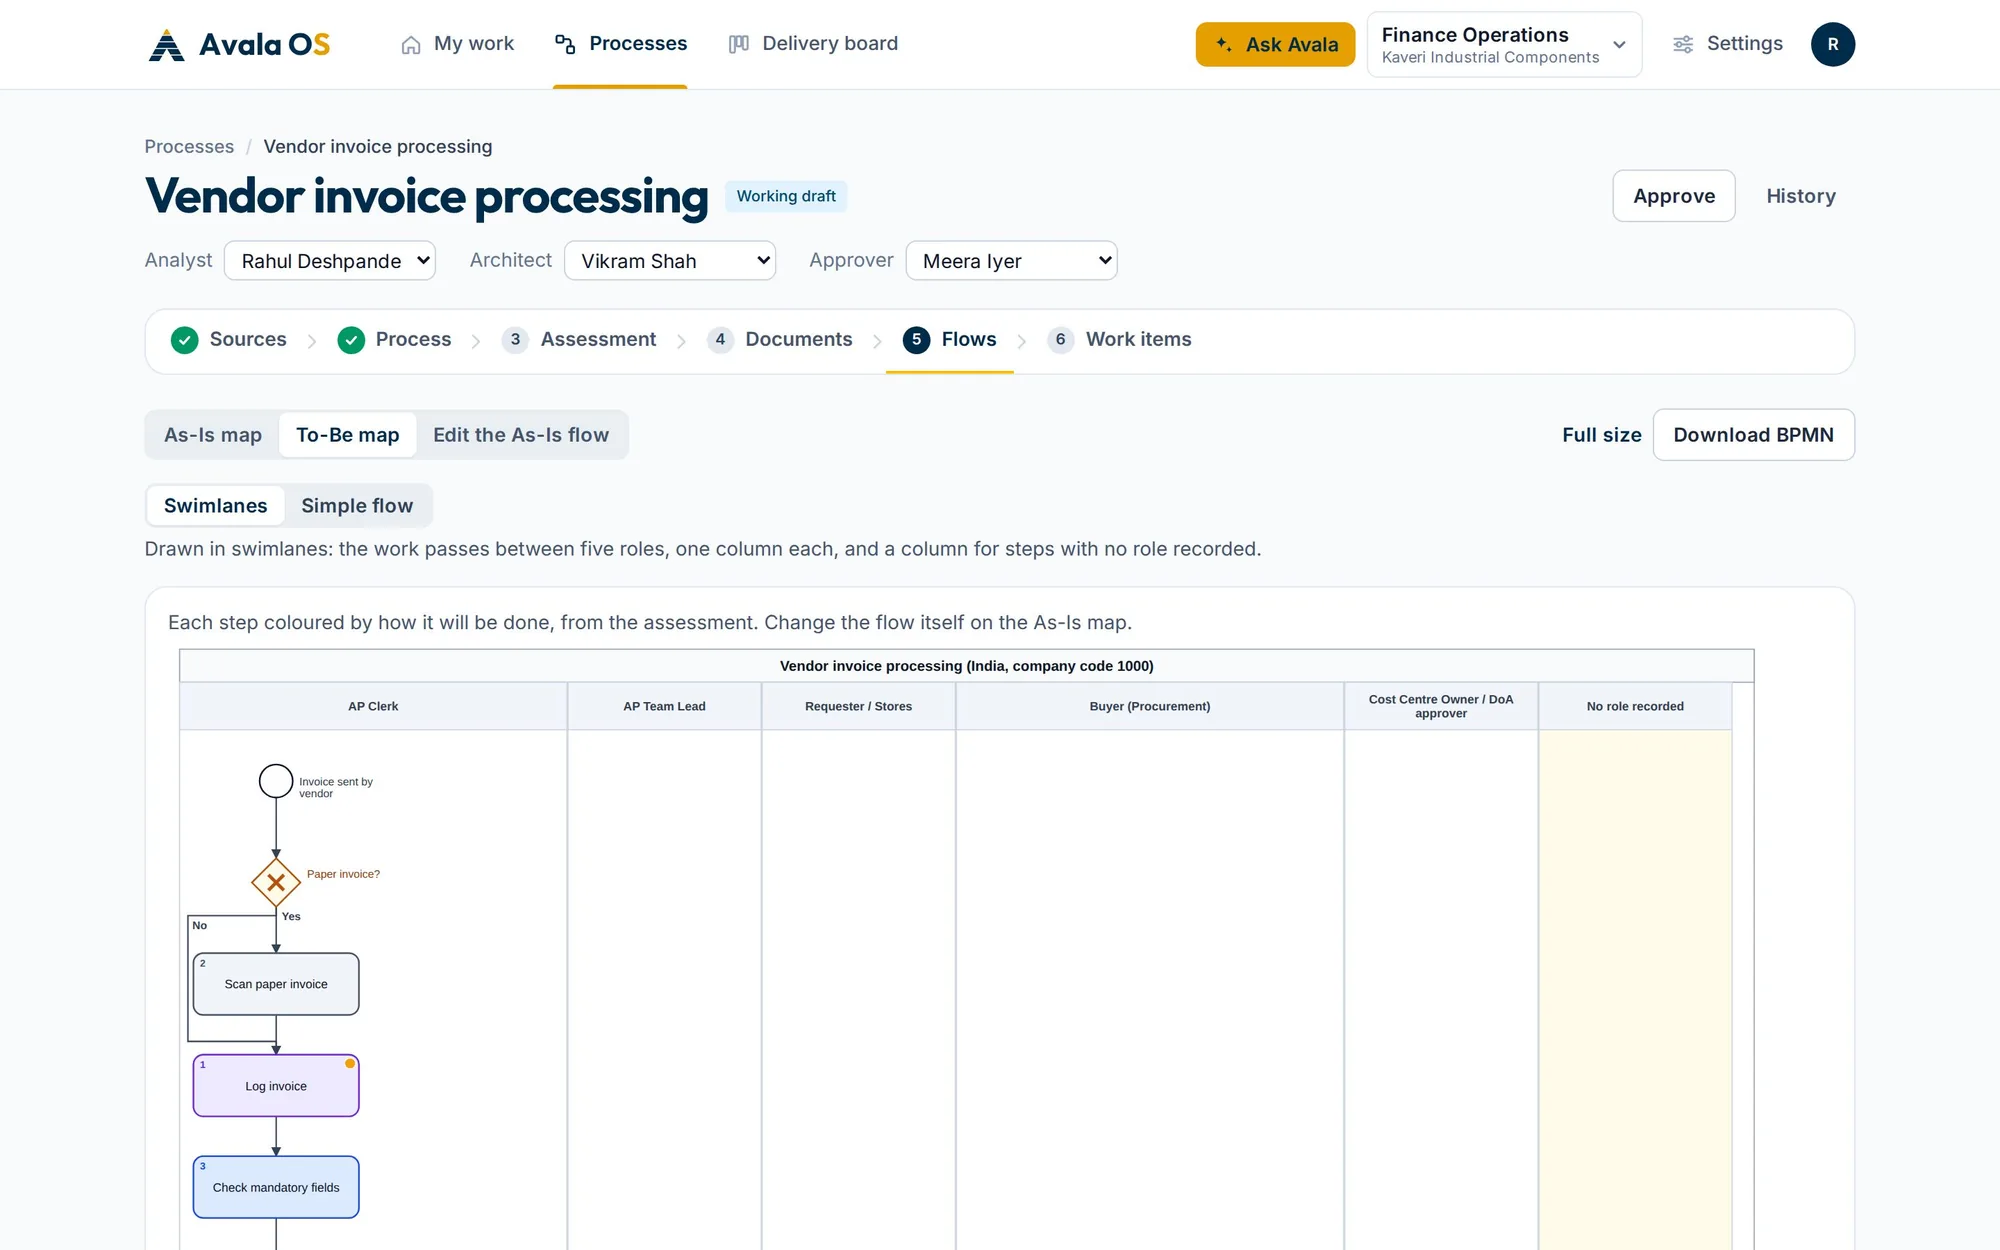 Avala OS
My work
Processes
Delivery board
Ask Avala
Finance Operations
Kaveri Industrial Components
Settings
R
Processes / Vendor invoice processing
Vendor invoice processing
Working draft
Approve
History
Analyst
Rahul Deshpande
Architect
Vikram Shah
Approver
Meera Iyer
Sources
Process
3 Assessment
4 Documents
5 Flows
6 Work items
As-Is map
To-Be map
Edit the As-Is flow
Full size
Download BPMN
Swimlanes
Simple flow
Drawn in swimlanes: the work passes between five roles, one column each, and a column for steps with no role recorded.
Each step coloured by how it will be done, from the assessment. Change the flow itself on the As-Is map.
Vendor invoice processing (India, company code 1000)
AP Clerk
AP Team Lead
Requester / Stores
Buyer (Procurement)
Cost Centre Owner / DoA
approver
No role recorded
Invoice sent by
vendor
Paper invoice?
Yes
No
2
Scan paper invoice
1
Log invoice
3
Check mandatory fields